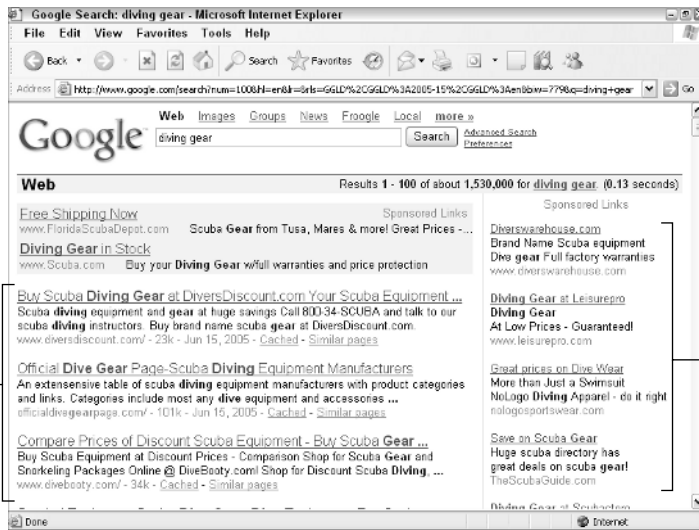 Google Search: diving gear - Microsoft Internet Explorer
File Edit View Favorites Tools Help
Back Search Favorites
Address http://www.google.com/search?num=100&hl=en&lr=&rls=GGLD%2CGGLD%3A2005-15%2CGGLD%3Aen&biw=779&q=diving+gear Go
Google
Web Images Groups News Froogle Local more »
diving gear Search Advanced Search
Preferences
Web Results 1 - 100 of about 1,530,000 for diving gear. (0.13 seconds)
Free Shipping Now Sponsored Links
www.FloridaScubaDepot.com Scuba Gear from Tusa, Mares & more! Great Prices -...
Diving Gear in Stock
www.Scuba.com Buy your Diving Gear w/full warranties and price protection
Buy Scuba Diving Gear at DiversDiscount.com Your Scuba Equipment ...
Scuba diving equipment and gear at huge savings Call 800-34-SCUBA and talk to our
scuba diving instructors. Buy brand name scuba gear at DiversDiscount.com.
www.diversdiscount.com/ - 23k - Jun 15, 2005 - Cached - Similar pages
Official Dive Gear Page-Scuba Diving Equipment Manufacturers
An extensensive table of scuba diving equipment manufacturers with product categories
and links. Categories include most any dive equipment and accessories ...
officialdivegearpage.com/ - 101k - Jun 15, 2005 - Cached - Similar pages
Compare Prices of Discount Scuba Equipment - Buy Scuba Gear ...
Buy Scuba Equipment at Discount Prices - Comparison Shop for Scuba Gear and
Snorkeling Packages Online @ DiveBooty.com! Shop for Discount Scuba Diving, ...
www.divebooty.com/ - 34k - Cached - Similar pages
Sponsored Links
Diverswarehouse.com
Brand Name Scuba equipment
Dive gear Full factory warranties
www.diverswarehouse.com
Diving Gear at Leisurepro
Diving Gear
At Low Prices - Guaranteed!
www.leisurepro.com
Great prices on Dive Wear
More than Just a Swimsuit
NoLogo Diving Apparel - do it right
nologosportswear.com
Save on Scuba Gear
Huge scuba directory has
great deals on scuba gear!
TheScubaGuide.com
Diving Gear at
Done Internet